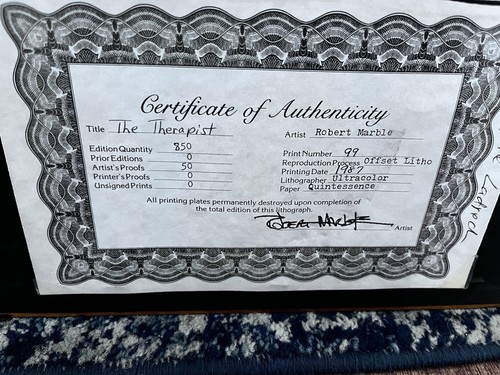 Certificate of Authenticity
Title The Therapist
Artist Robert Marble
Edition Quantity 850
Prior Editions 0
Artist's Proofs 50
Printer's Proofs 0
Unsigned Prints 0
Print Number 99
Reproduction Process Offset Litho
Printing Date 1987
Lithographer Ultracolor
Paper Quintessence
All printing plates permanently destroyed upon completion of
the total edition of this lithograph.
Robert Marble Artist